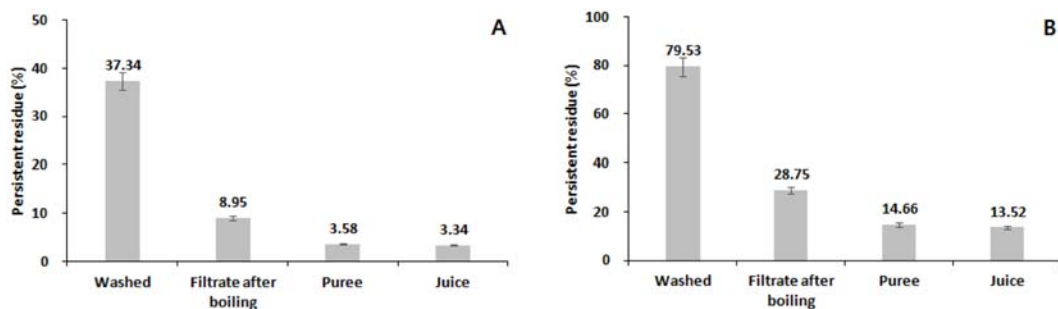 A
Persistent residue (%)
50
40
30
20
10
0
37.34
8.95
3.58
3.34
Washed
Filtrate after
boiling
Puree
Juice
B
Persistent residue (%)
100
80
60
40
20
0
79.53
28.75
14.66
13.52
Washed
Filtrate after
boiling
Puree
Juice